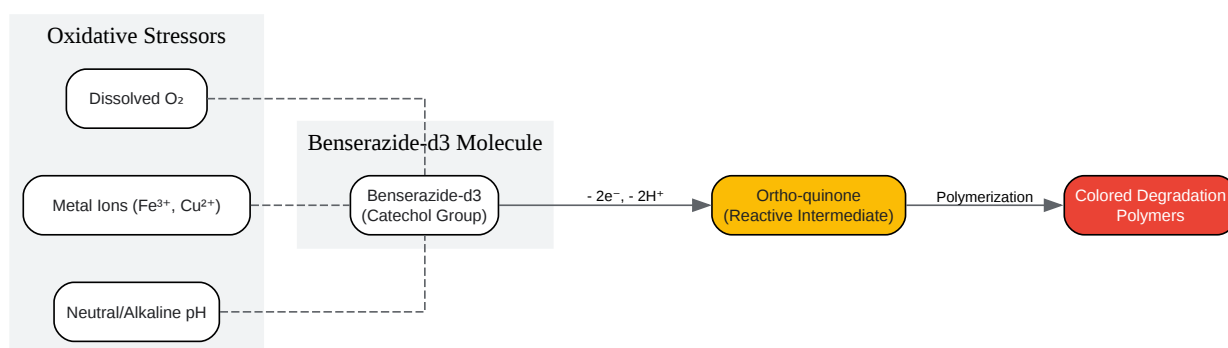 Oxidative Stressors
Dissolved O₂
Metal Ions (Fe³⁺, Cu²⁺)
Neutral/Alkaline pH
Benserazide-d3 Molecule
Benserazide-d3
(Catechol Group)
- 2e⁻, - 2H⁺
Ortho-quinone
(Reactive Intermediate)
Polymerization
Colored Degradation
Polymers